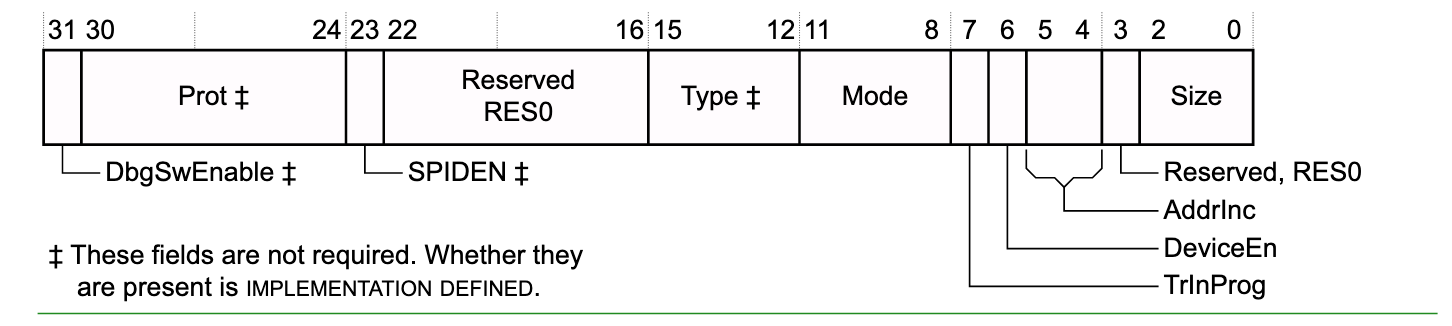 31 30 24 23 22 16 15 12 11 8 7 6 5 4 3 2 0
Prot ‡ Reserved
RES0 Type ‡ Mode Size
DbgSwEnable ‡ SPIDEN ‡ Reserved, RES0
AddrInc
DeviceEn
TrInProg
‡ These fields are not required. Whether they
are present is IMPLEMENTATION DEFINED.